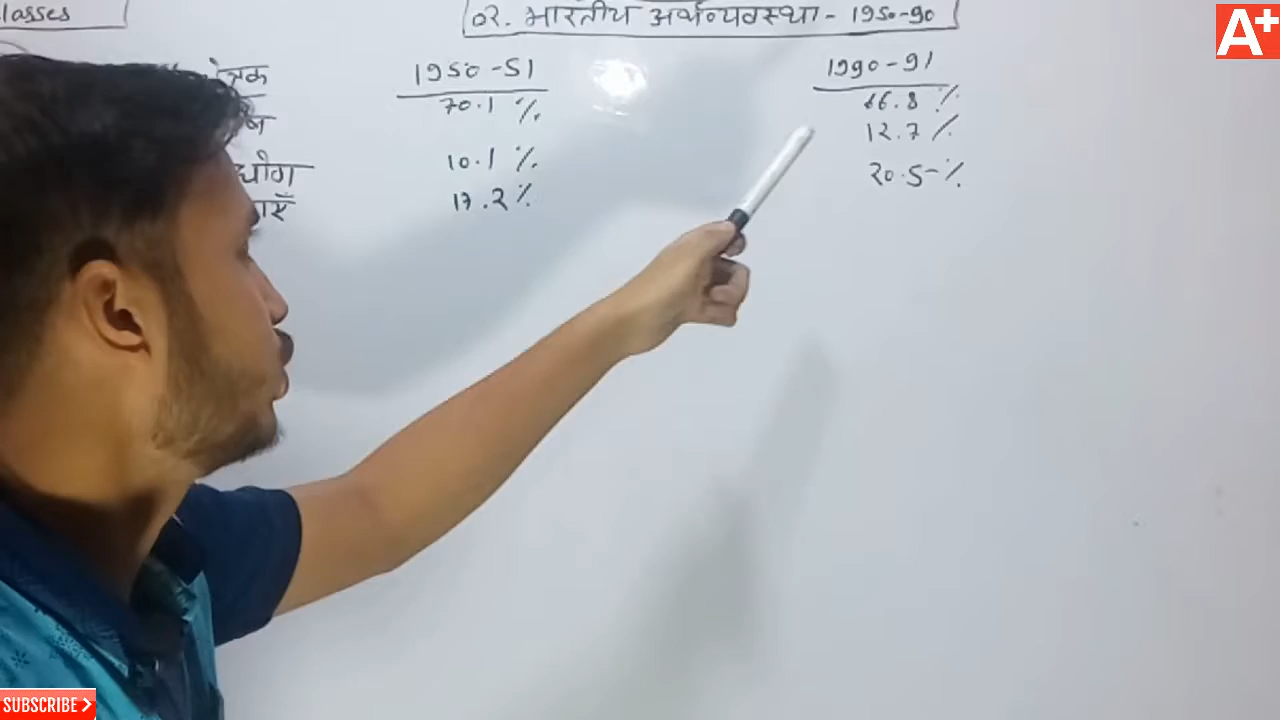 lasses
02. भारतीय अर्थव्यवस्था - 1950-90
A+
1950-51 1990-91
70.1 % 66.8 %
12.7 %
द्योग 10.1 % 20.5 %
17.2 %
SUBSCRIBE >